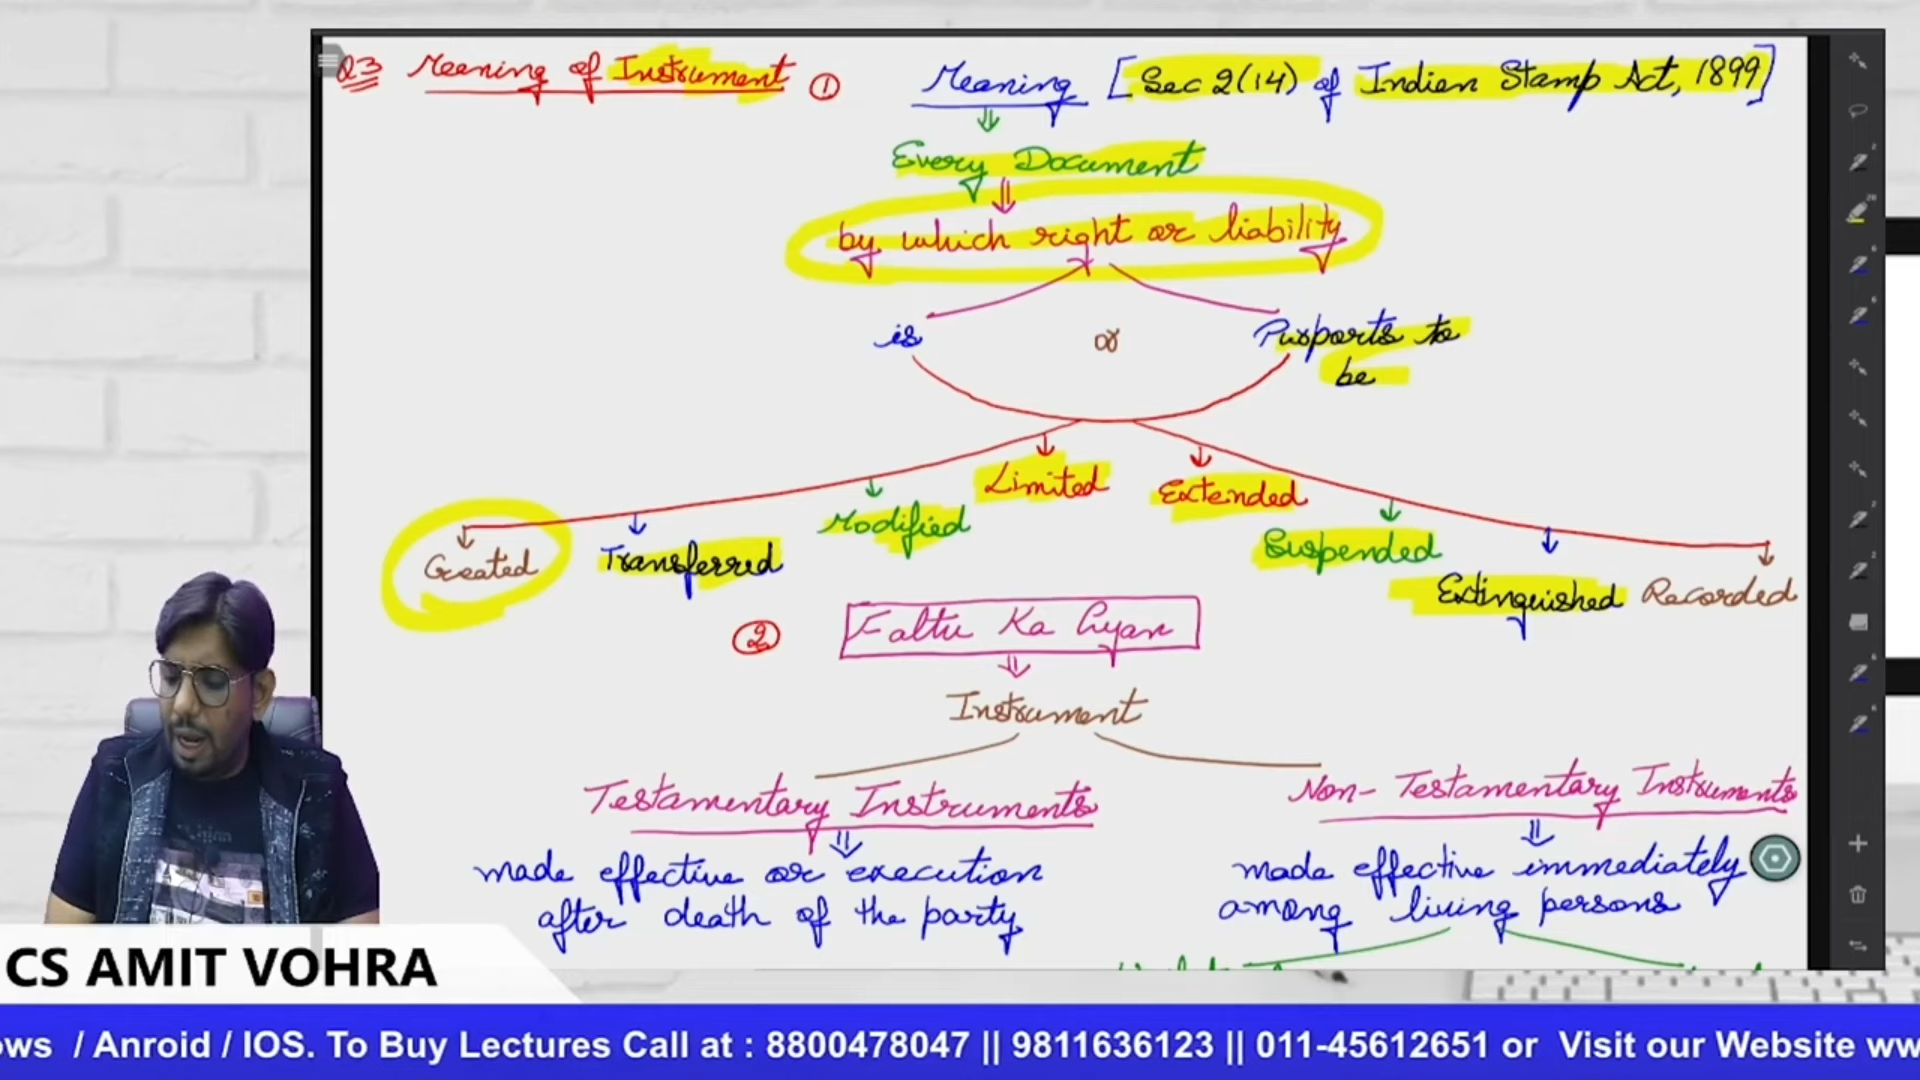 Q3 Meaning of Instrument ① Meaning [Sec 2(14) of Indian Stamp Act, 1899]
Every Document
by which right or liability
is or Purports to
be
Limited Extended
Created Transferred Modified Suspended Extinguished Recorded
② Faltu Ka Gyan
Instrument
Testamentary Instruments Non-Testamentary Instruments
made effective or execution made effective immediately
after death of the party among living persons
CS AMIT VOHRA
ows / Anroid / IOS. To Buy Lectures Call at : 8800478047 || 9811636123 || 011-45612651 or Visit our Website ww